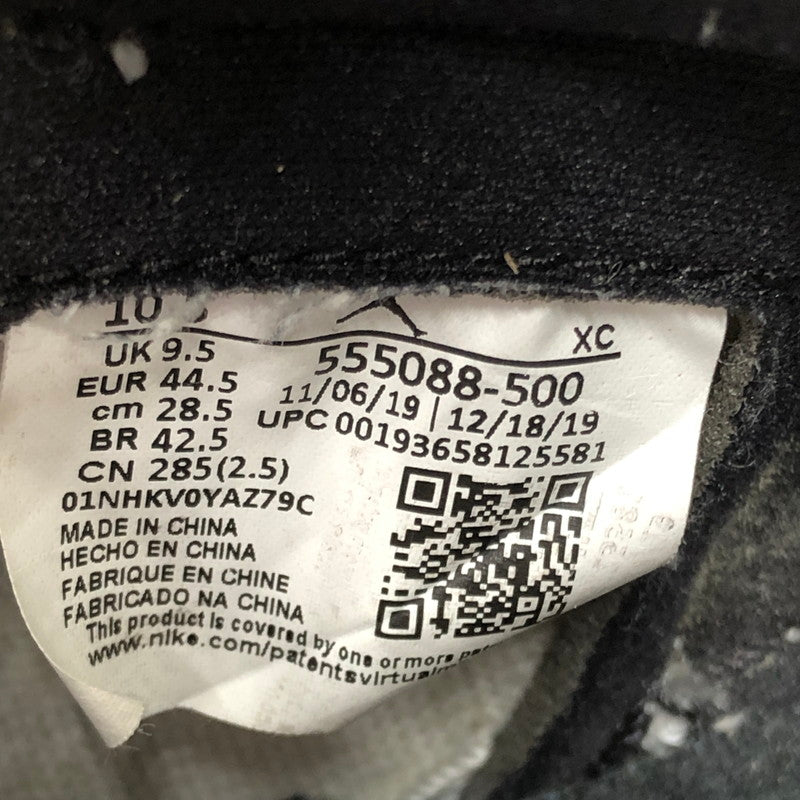 10
UK 9.5
EUR 44.5
cm 28.5
BR 42.5
CN 285(2.5)
01NHKV0YAZ79C
XC
555088-500
11/06/19 | 12/18/19
UPC 00193658125581
MADE IN CHINA
HECHO EN CHINA
FABRIQUE EN CHINE
FABRICADO NA CHINA
This product is covered by one or more
www.nike.com/patents